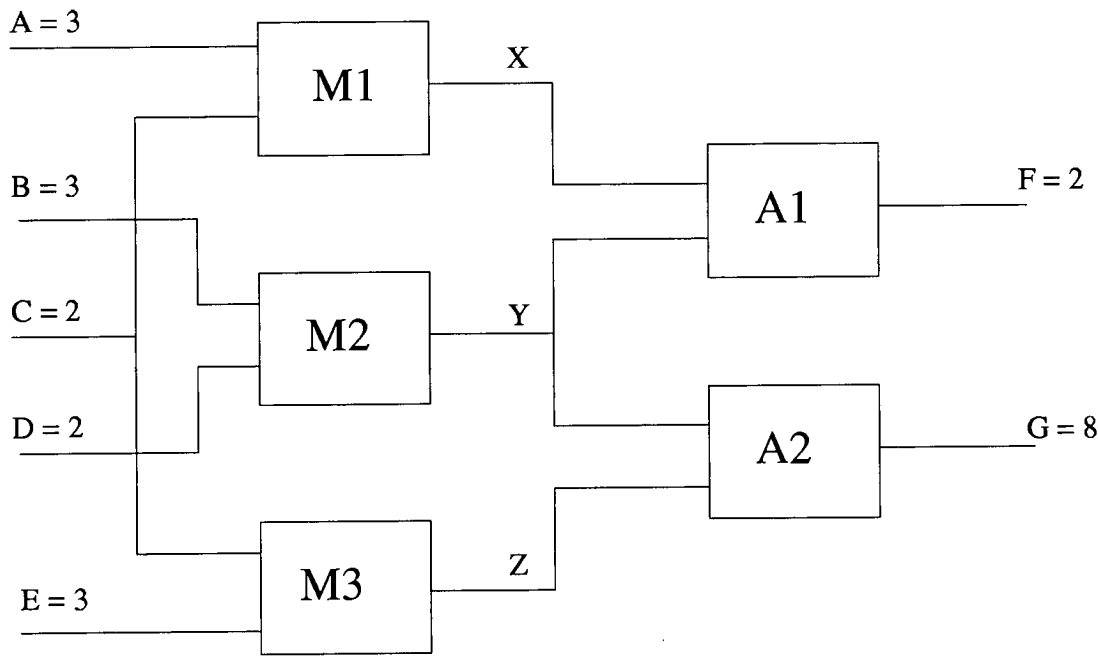 A = 3
M1
X
B = 3
A1
F = 2
C = 2
M2
Y
D = 2
A2
G = 8
M3
Z
E = 3